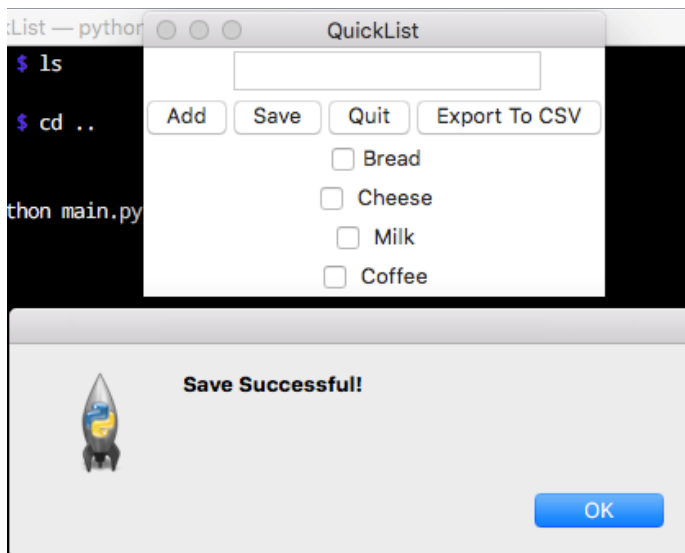 List — python QuickList
$ ls
$ cd ..
Add Save Quit Export To CSV
Bread
Cheese
thon main.py
Milk
Coffee
Save Successful!
OK